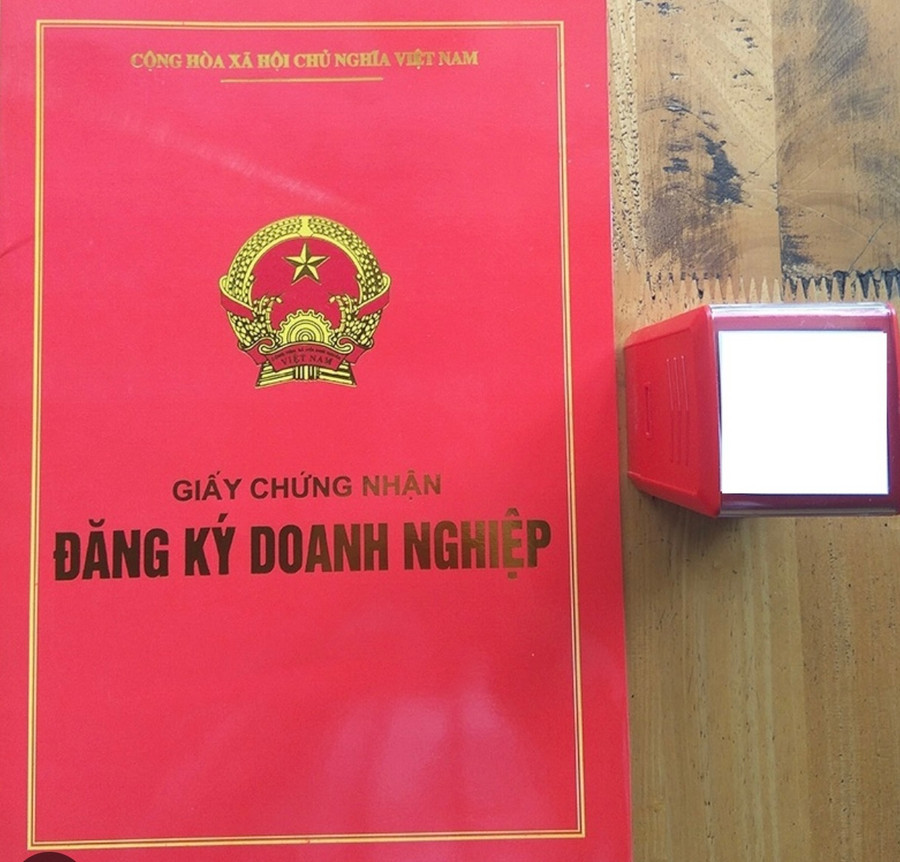 CỘNG HÒA XÃ HỘI CHỦ NGHĨA VIỆT NAM
VIỆT NAM
GIẤY CHỨNG NHẬN
ĐĂNG KÝ DOANH NGHIỆP